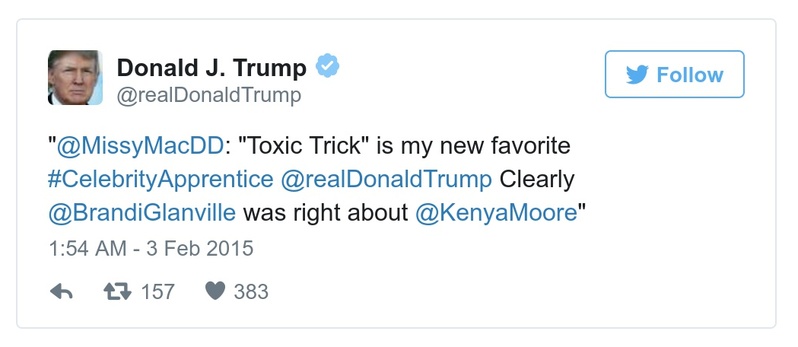 Donald J. Trump
@realDonaldTrump
Follow
"@MissyMacDD: "Toxic Trick" is my new favorite
#CelebrityApprentice @realDonaldTrump Clearly
@BrandiGlanville was right about @KenyaMoore"
1:54 AM - 3 Feb 2015
157 383